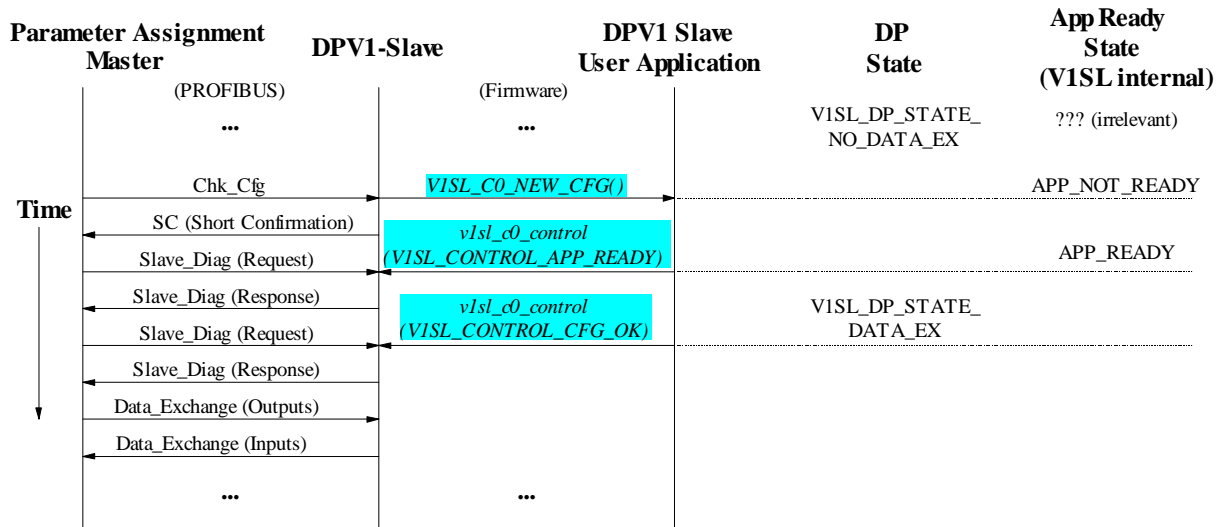 Parameter Assignment
Master
DPV1-Slave
DPV1 Slave
User Application
DP
State
App Ready
State
(V1SL internal)
(PROFIBUS)
(Firmware)
...
...
V1SL_DP_STATE_
NO_DATA_EX
??? (irrelevant)
Time
Chk_Cfg
V1SL_C0_NEW_CFG()
APP_NOT_READY
SC (Short Confirmation)
v1sl_c0_control
(V1SL_CONTROL_APP_READY)
Slave_Diag (Request)
APP_READY
Slave_Diag (Response)
v1sl_c0_control
(V1SL_CONTROL_CFG_OK)
Slave_Diag (Request)
V1SL_DP_STATE_
DATA_EX
Slave_Diag (Response)
Data_Exchange (Outputs)
Data_Exchange (Inputs)
...
...